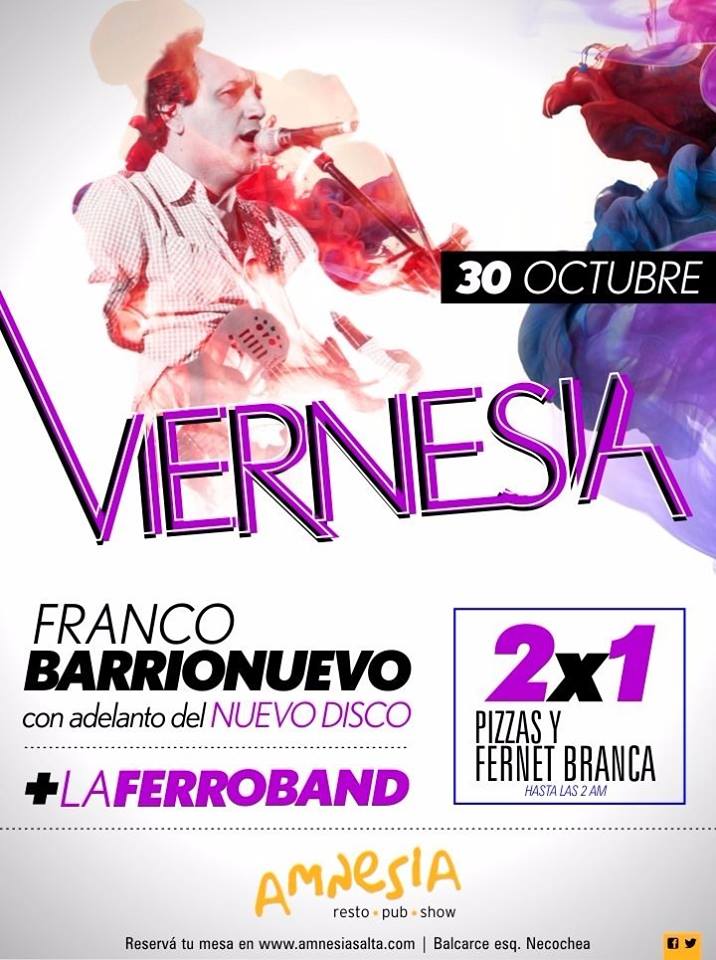 30 OCTUBRE
VIERNESIA
FRANCO
BARRIONUEVO
con adelanto del NUEVO DISCO
+LAFERROBAND
2x1
PIZZAS Y
FERNET BRANCA
HASTA LAS 2 AM
AMNESIA
resto • pub • show
Reservá tu mesa en www.amnesiasalta.com | Balcarce esq. Necochea